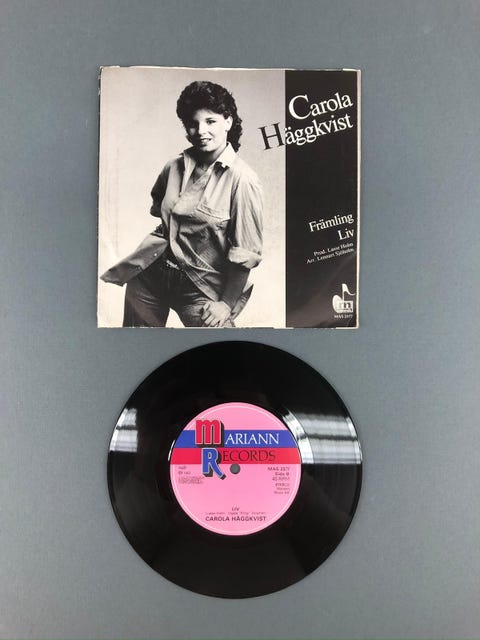 Carola
Häggkvist
Främling
Liv
Prod. Lasse Holm
Arr. Lennart Sjöholm
m
MAS 2377
MARIANN
RECORDS
MAS 2377
Side B
45 RPM
STEREO
LIV
CAROLA HÄGGKVIST